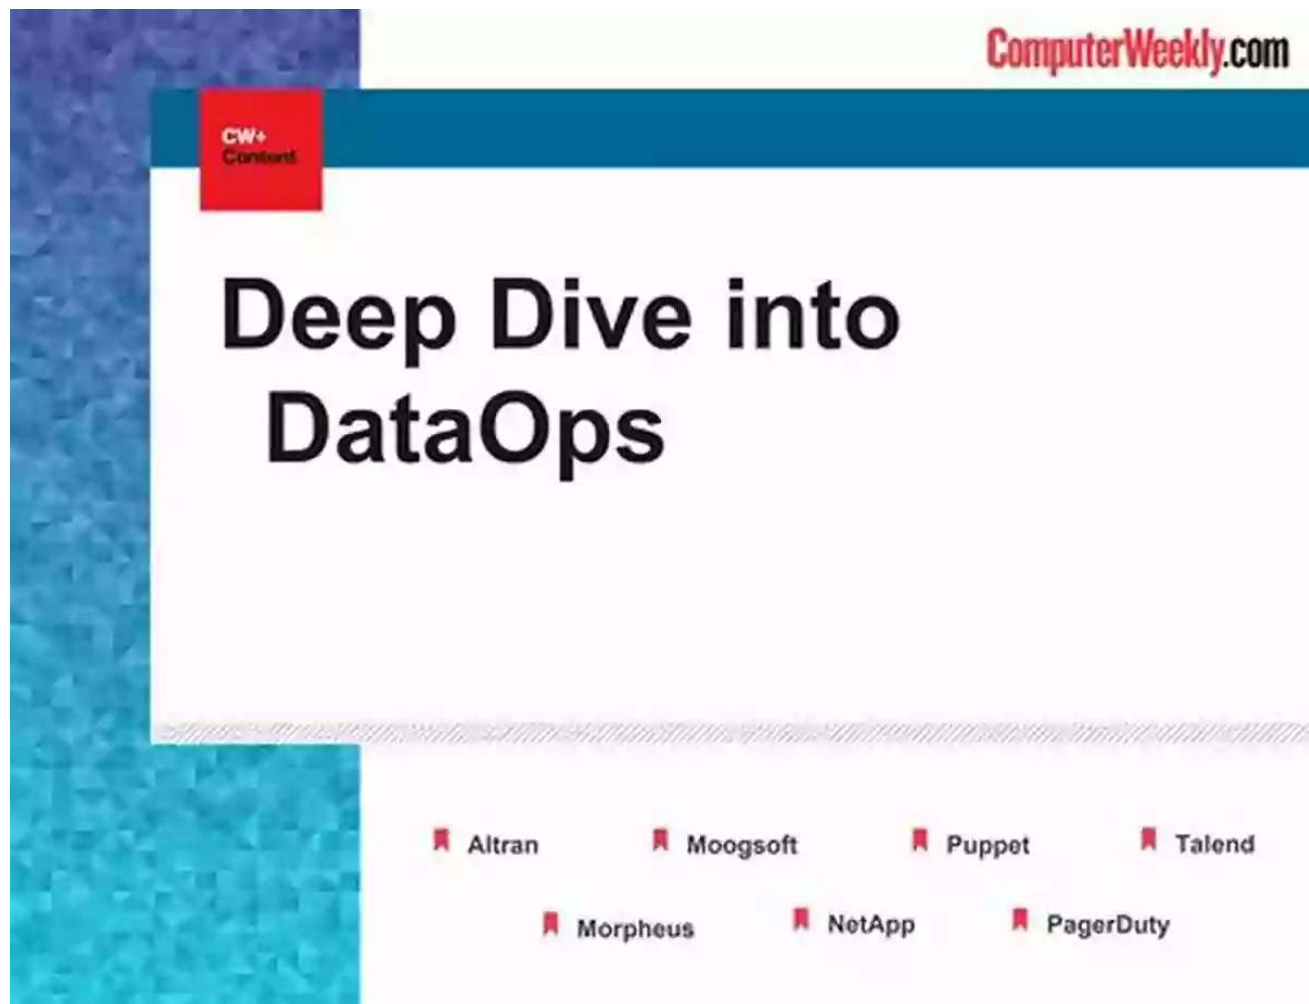 ComputerWeekly.com
CW+
Content
Deep Dive into
DataOps
Altran Moogsoft Puppet Talend
Morpheus NetApp PagerDuty